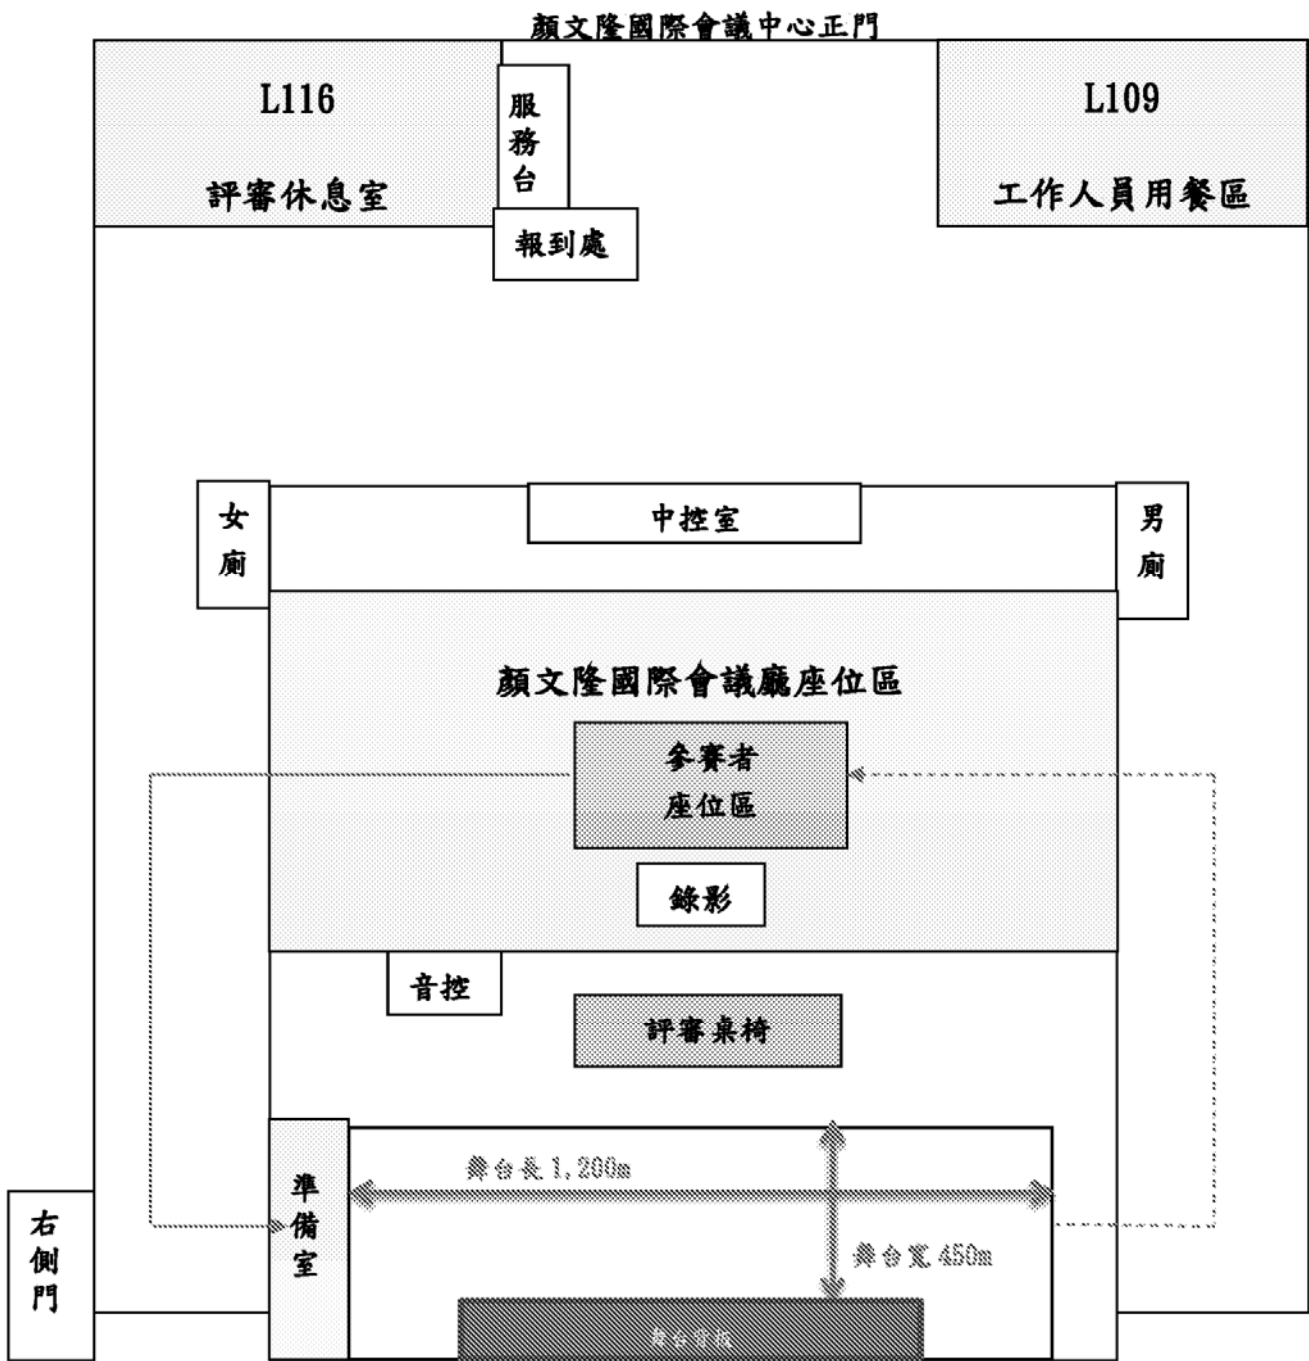 顏文隆國際會議中心正門
L116
評審休息室
服務台
報到處
L109
工作人員用餐區
女廁
中控室
男廁
顏文隆國際會議廳座位區
參賽者
座位區
錄影
音控
評審桌椅
準備室
舞台長1,200m
舞台寬450m
右側門
舞台背板